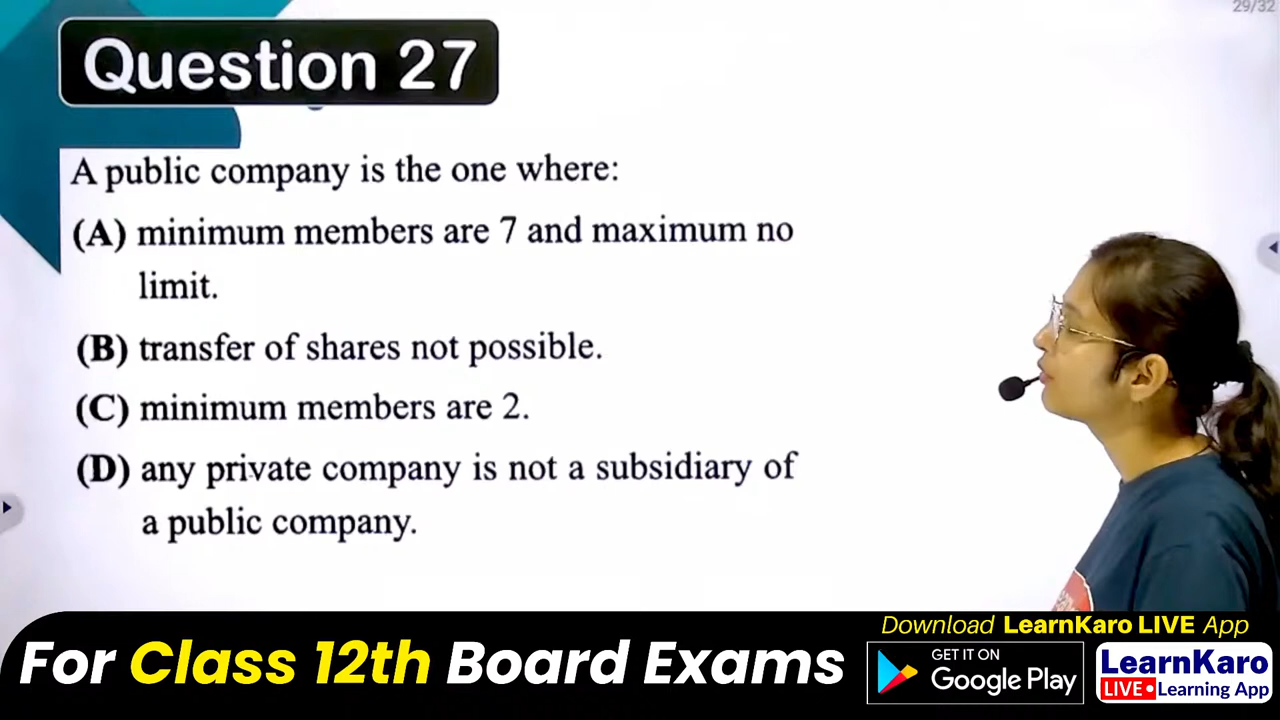 29/32
Question 27
A public company is the one where:
(A) minimum members are 7 and maximum no
limit.
(B) transfer of shares not possible.
(C) minimum members are 2.
(D) any private company is not a subsidiary of
a public company.
For Class 12th Board Exams
Download LearnKaro LIVE App
GET IT ON
Google Play
LearnKaro
LIVE • Learning App